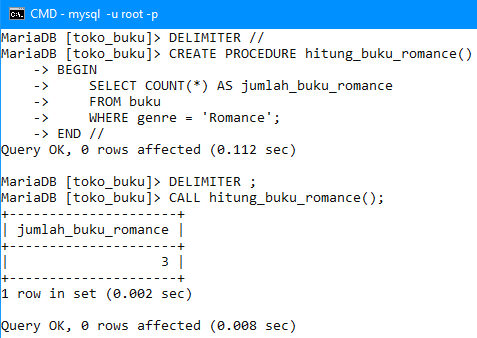 CMD - mysql -u root -p
MariaDB [toko_buku]> DELIMITER //
MariaDB [toko_buku]> CREATE PROCEDURE hitung_buku_romance()
    -> BEGIN
    ->     SELECT COUNT(*) AS jumlah_buku_romance
    ->     FROM buku
    ->     WHERE genre = 'Romance';
    -> END //
Query OK, 0 rows affected (0.112 sec)

MariaDB [toko_buku]> DELIMITER ;
MariaDB [toko_buku]> CALL hitung_buku_romance();
+---------------------+
| jumlah_buku_romance |
+---------------------+
|                   3 |
+---------------------+
1 row in set (0.002 sec)

Query OK, 0 rows affected (0.008 sec)